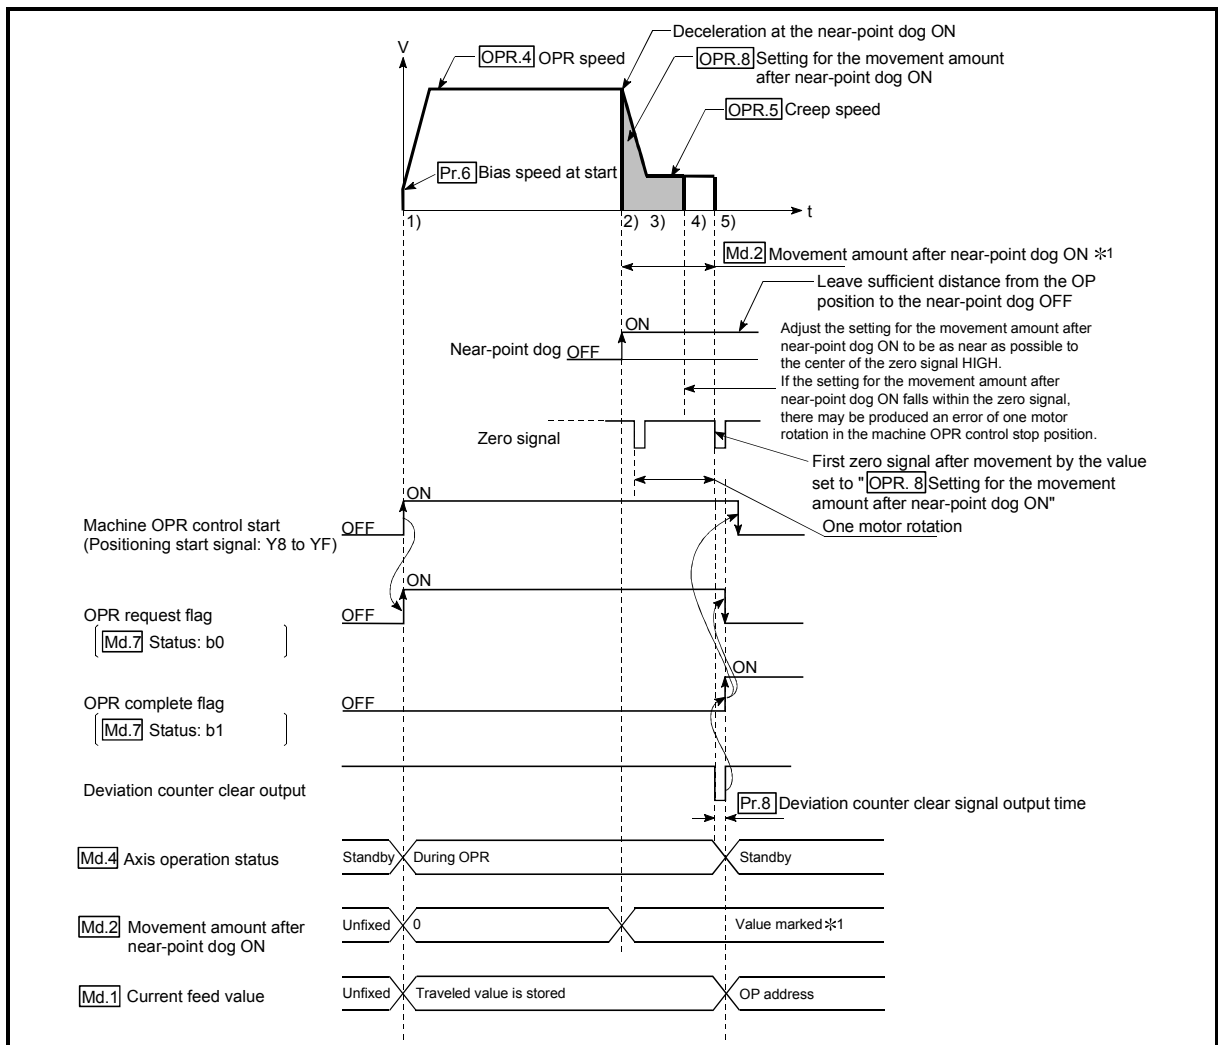 V
OPR.4 OPR speed
Deceleration at the near-point dog ON
OPR.8 Setting for the movement amount
after near-point dog ON
OPR.5 Creep speed
Pr.6 Bias speed at start
t
1)
2)
3)
4)
5)
Md.2 Movement amount after near-point dog ON *1
Leave sufficient distance from the OP
position to the near-point dog OFF
Near-point dog
OFF
ON
Adjust the setting for the movement amount after
near-point dog ON to be as near as possible to
the center of the zero signal HIGH.
If the setting for the movement amount after
near-point dog ON falls within the zero signal,
there may be produced an error of one motor
rotation in the machine OPR control stop position.
Zero signal
First zero signal after movement by the value
set to " OPR. 8 Setting for the movement
amount after near-point dog ON"
One motor rotation
Machine OPR control start
(Positioning start signal: Y8 to YF)
OFF
ON
OPR request flag
Md.7 Status: b0
OFF
ON
OPR complete flag
Md.7 Status: b1
OFF
ON
Deviation counter clear output
Pr.8 Deviation counter clear signal output time
Md.4 Axis operation status
Standby
During OPR
Standby
Md.2 Movement amount after
near-point dog ON
Unfixed
0
Value marked *1
Md.1 Current feed value
Unfixed
Traveled value is stored
OP address